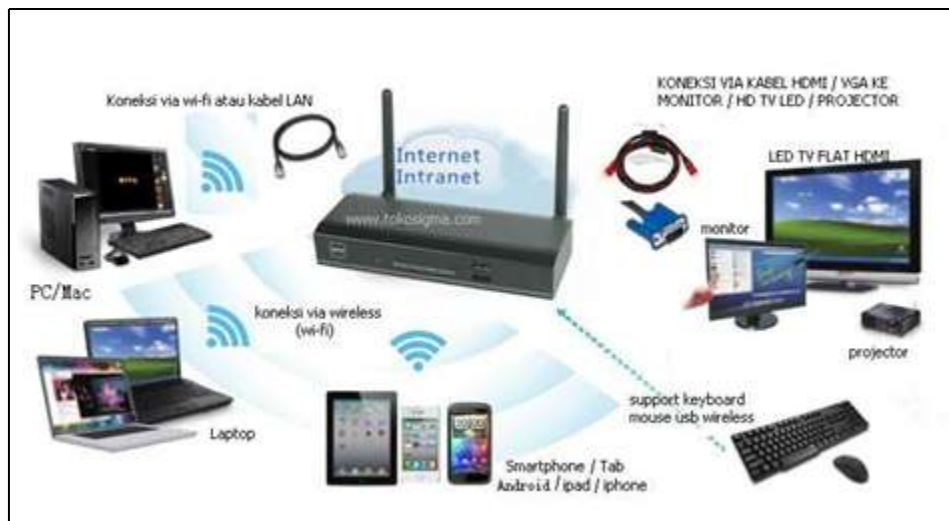 Koneksi via wi-fi atau kabel LAN
KONEKSI VIA KABEL HDMI / VGA KE
MONITOR / HD TV LED / PROJECTOR
Internet
Intranet
LED TV FLAT HDMI
www.tokosigma.com
monitor
PC/Mac
koneksi via wireless
(wi-fi)
projector
support keyboard
mouse usb wireless
Laptop
Smartphone / Tab
Android / ipad / iphone